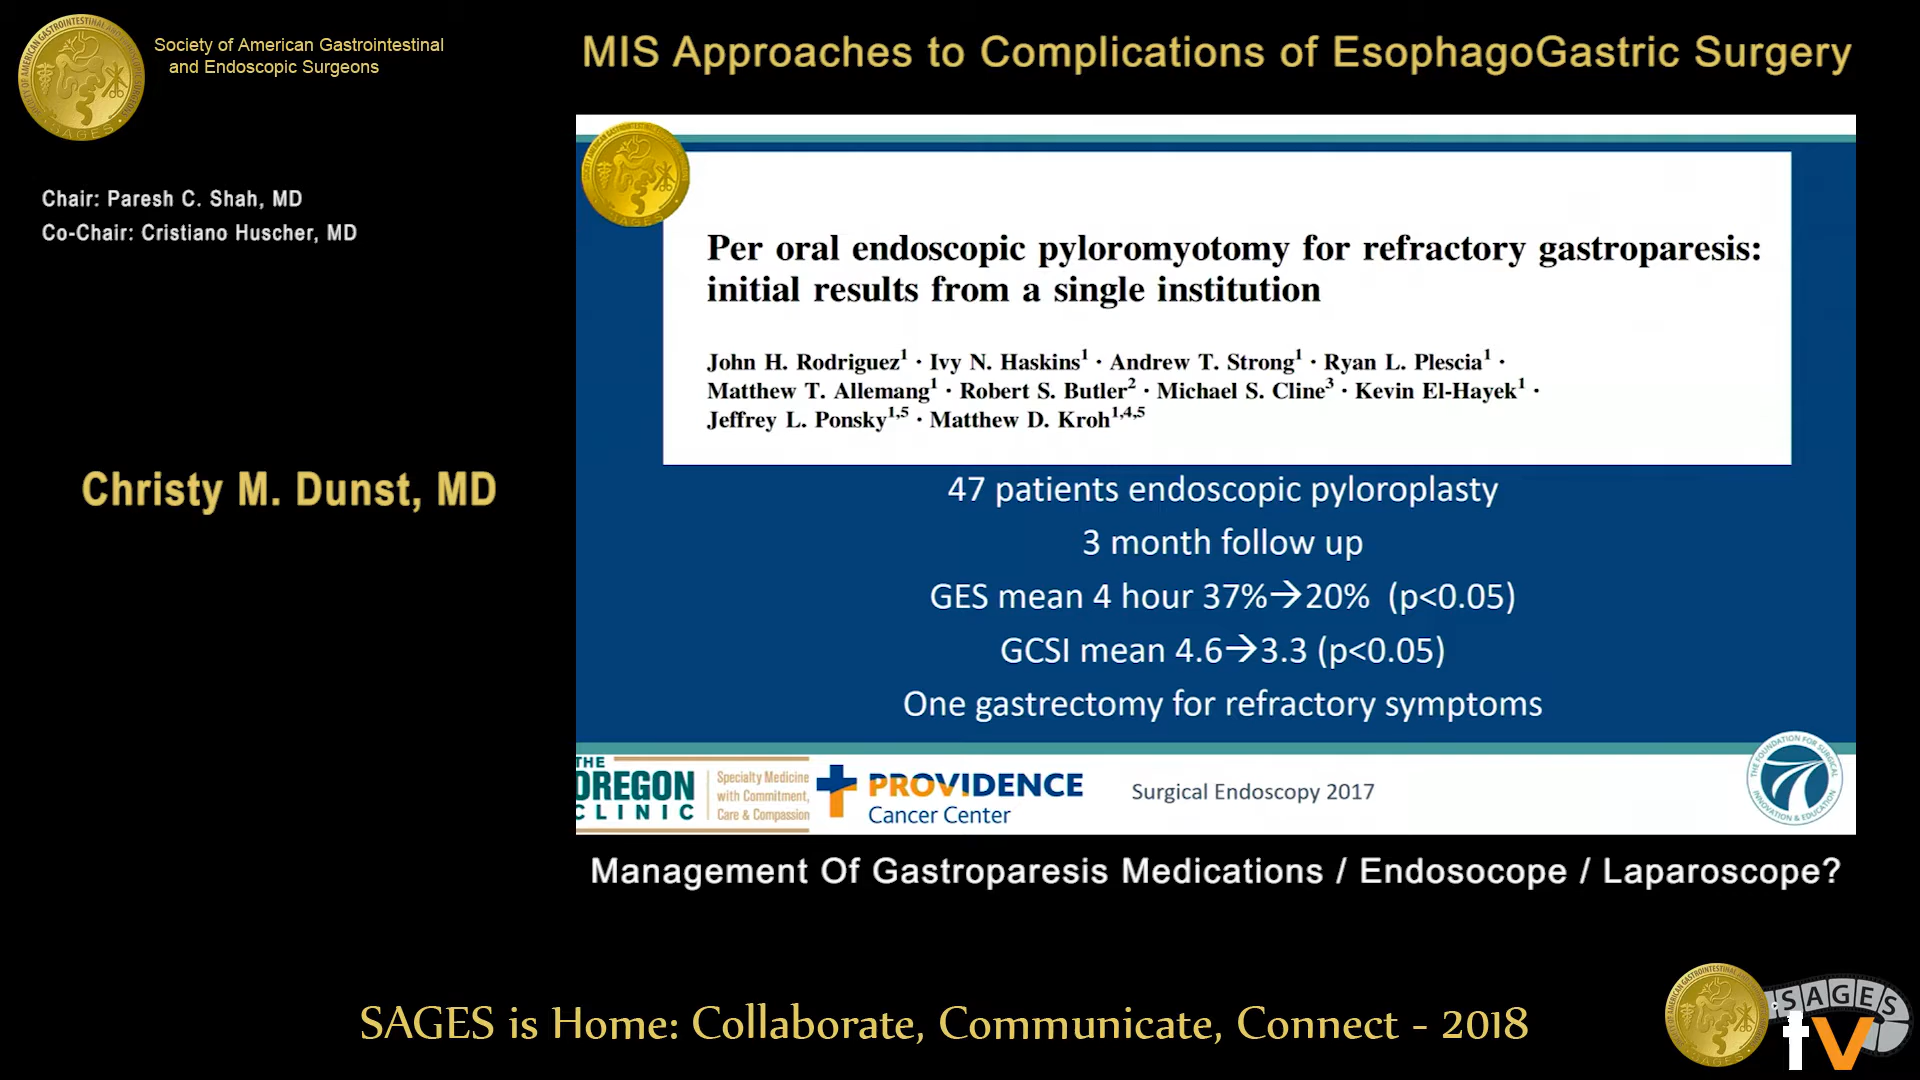 Society of American Gastrointestinal
and Endoscopic Surgeons
MIS Approaches to Complications of EsophagoGastric Surgery
Chair: Paresh C. Shah, MD
Co-Chair: Cristiano Huscher, MD
Christy M. Dunst, MD
Per oral endoscopic pyloromyotomy for refractory gastroparesis:
initial results from a single institution
John H. Rodriguez1 · Ivy N. Haskins1 · Andrew T. Strong1 · Ryan L. Plescia1 ·
Matthew T. Allemang1 · Robert S. Butler2 · Michael S. Cline3 · Kevin El-Hayek1 ·
Jeffrey L. Ponsky1,5 · Matthew D. Kroh1,4,5
47 patients endoscopic pyloroplasty
3 month follow up
GES mean 4 hour 37%→20% (p<0.05)
GCSI mean 4.6→3.3 (p<0.05)
One gastrectomy for refractory symptoms
THE
OREGON
CLINIC
Specialty Medicine
with Commitment,
Care & Compassion
PROVIDENCE
Cancer Center
Surgical Endoscopy 2017
THE FOUNDATION FOR SURGICAL
INNOVATION & EDUCATION
Management Of Gastroparesis Medications / Endosocope / Laparoscope?
SAGES is Home: Collaborate, Communicate, Connect - 2018
SAGES
tv